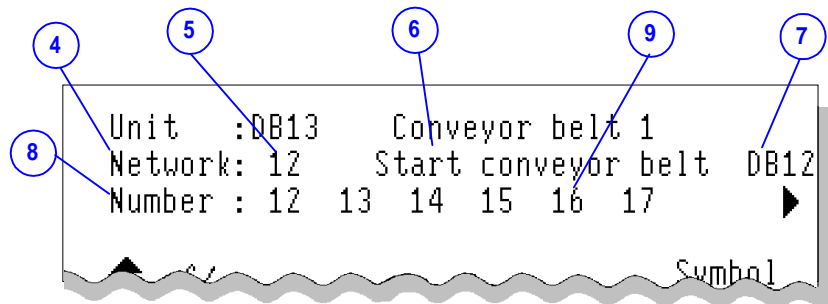 4 5 6 9 7
8
Unit :DB13 Conveyor belt 1
Network: 12 Start conveyor belt DB12
Number : 12 13 14 15 16 17
Symbol